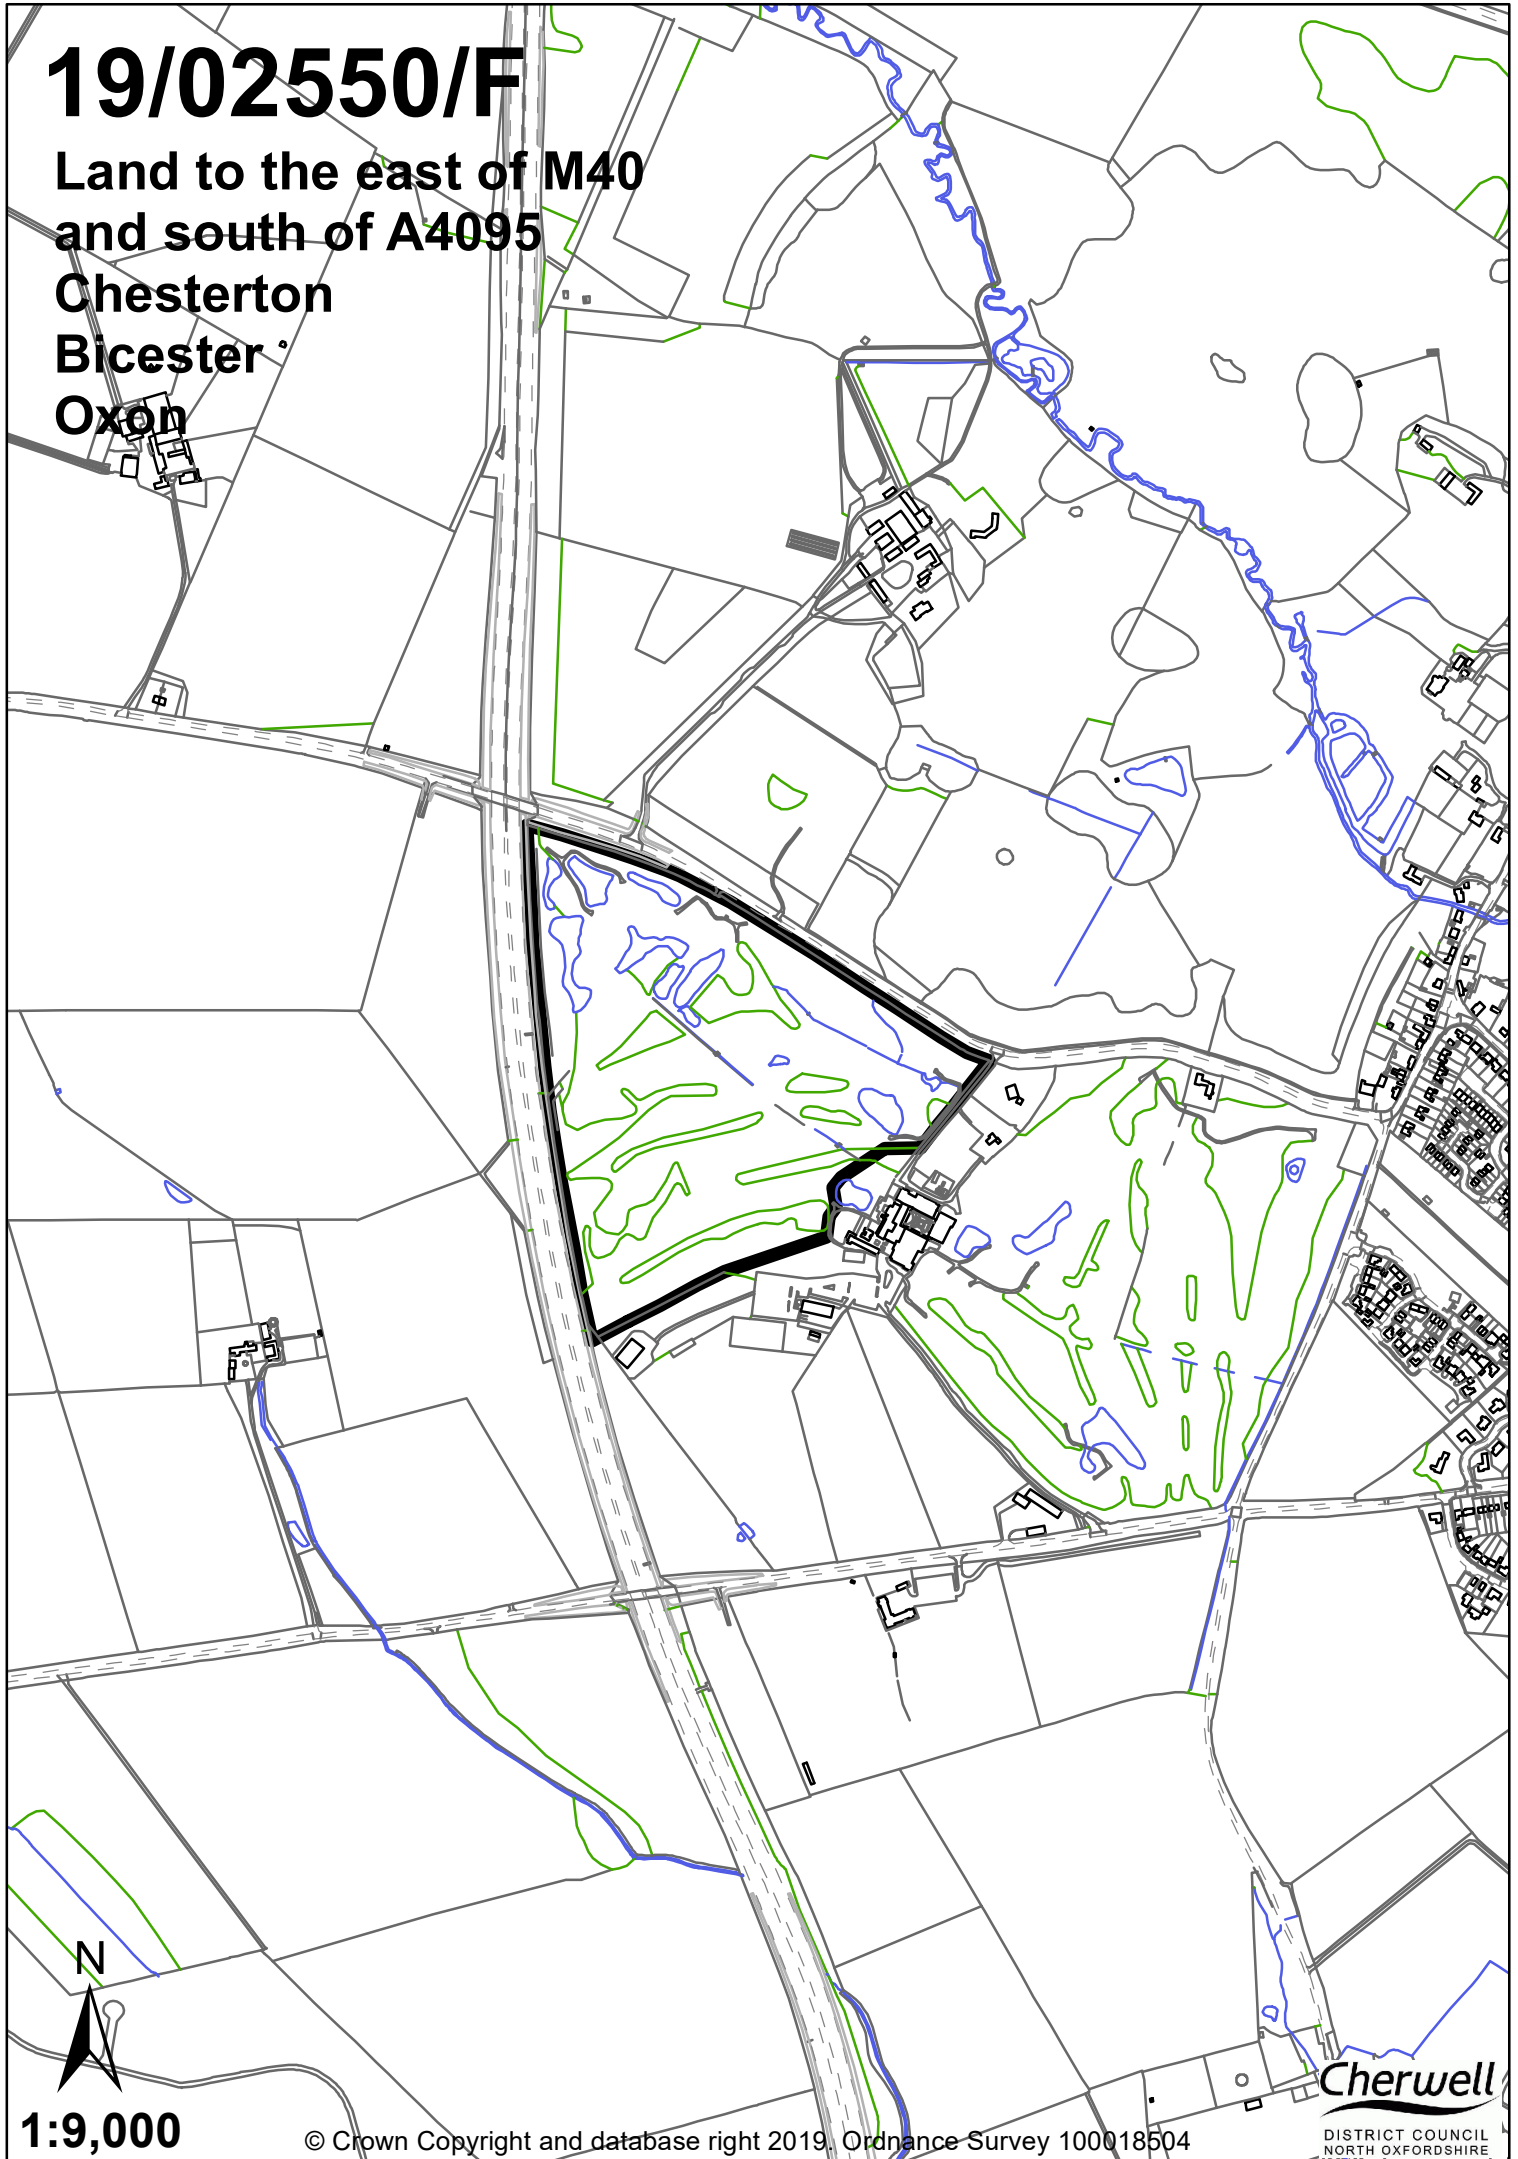 19/02550/F
Land to the east of M40
and south of A4095
Chesterton
Bicester
Oxon
N
1:9,000
© Crown Copyright and database right 2019. Ordnance Survey 100018504
Cherwell
DISTRICT COUNCIL
NORTH OXFORDSHIRE